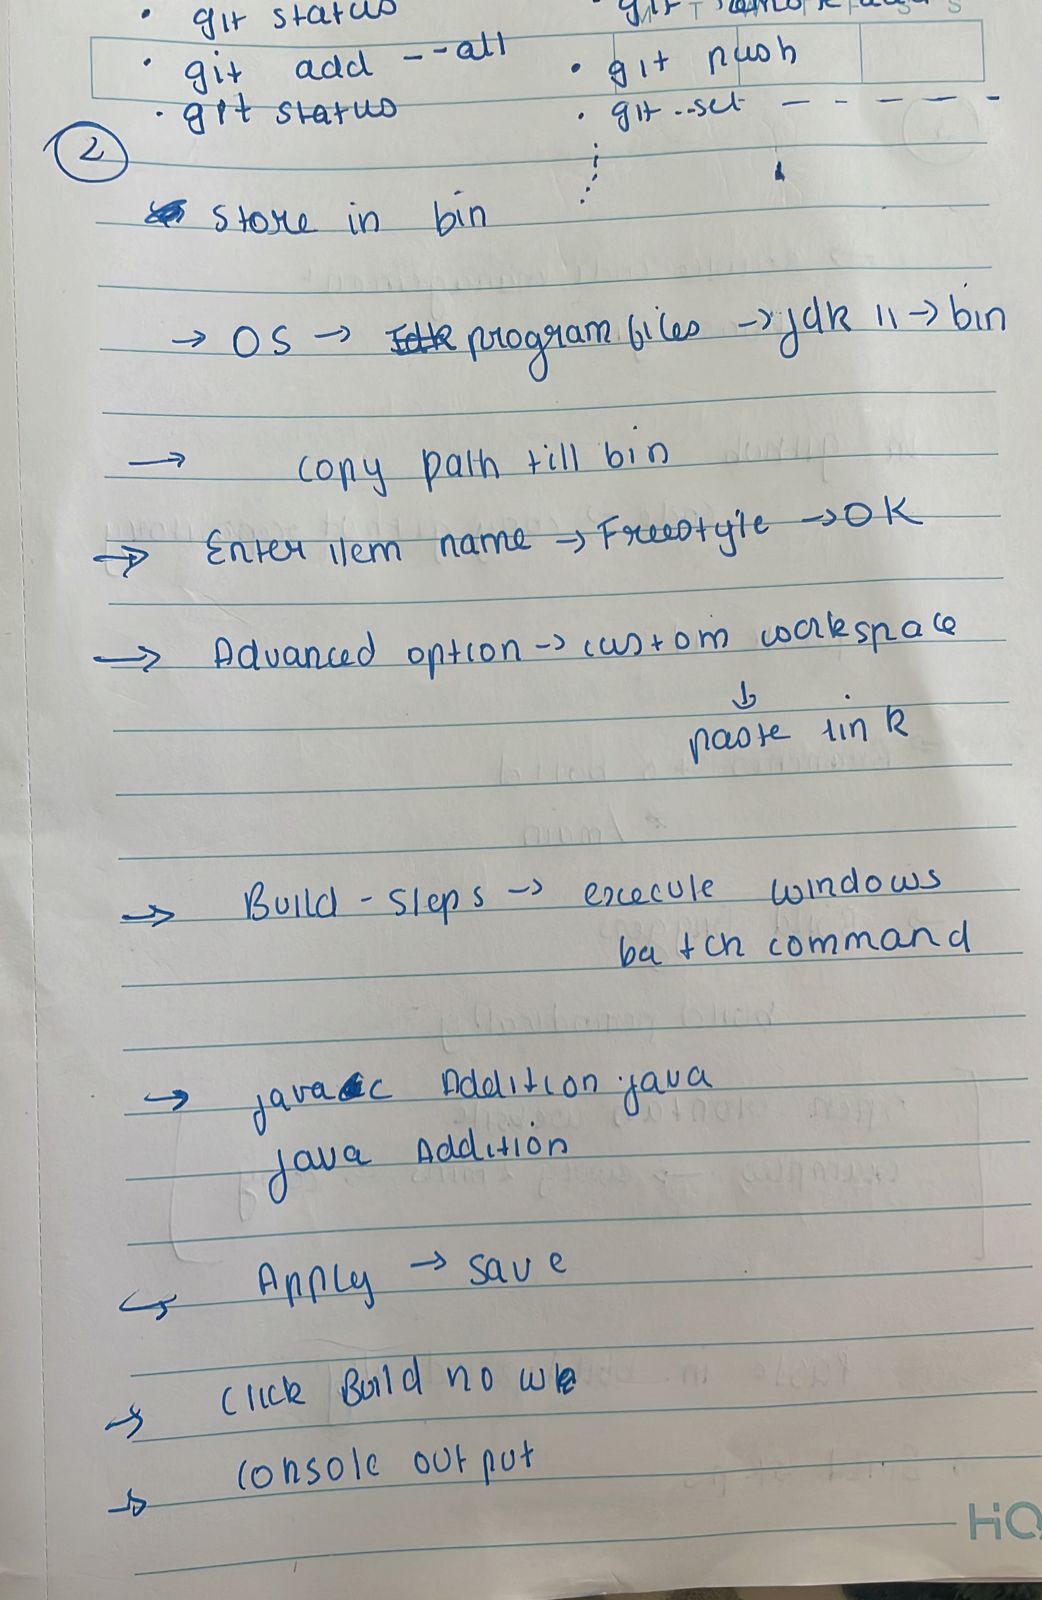 • git status
• git add --all
• git status
• git push
• git --set - - - - -
2
store in bin
→ OS → program files → jdk 11 → bin
→ copy path till bin
→ Enter item name → Freestyle → OK
→ Advanced option → custom workspace
↓
paste link
→ Build - Steps → execute windows
batch command
→ javac Addition.java
java Addition
→ Apply → save
→ Click Build now
→ console output